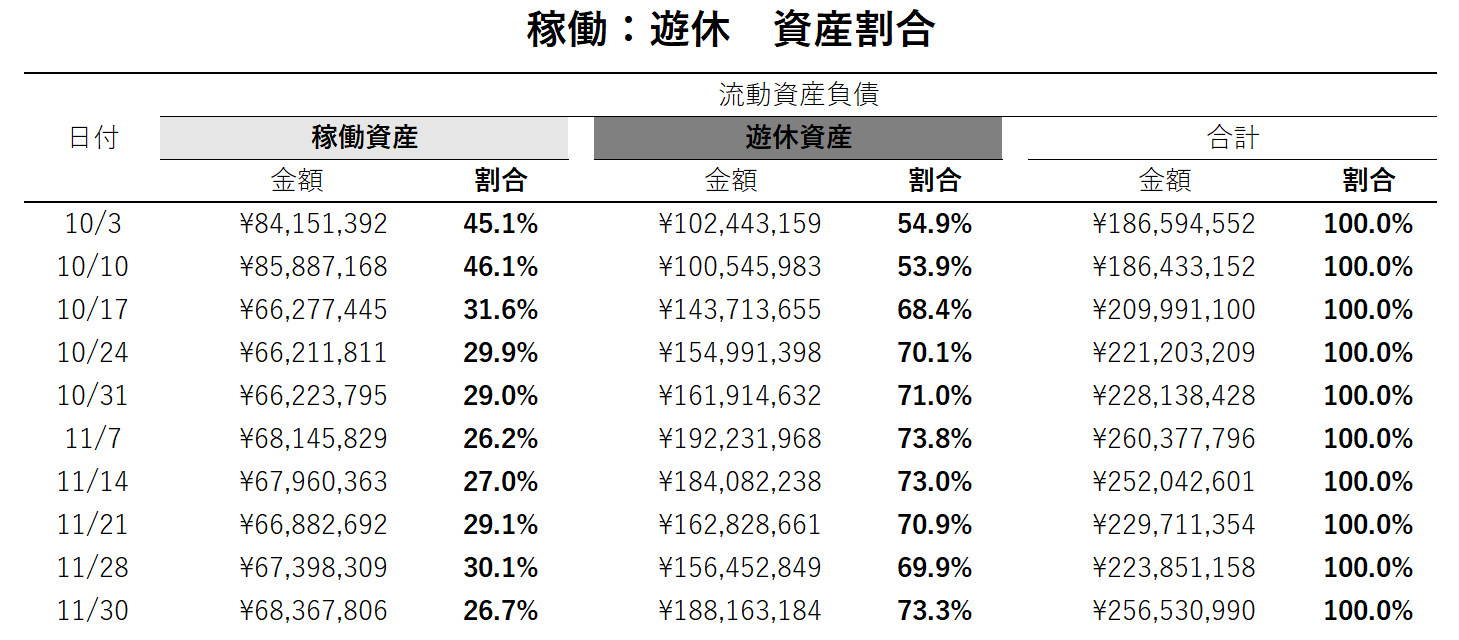 稼働：遊休　資産割合
流動資産負債
日付 稼働資産 遊休資産 合計
金額 割合 金額 割合 金額 割合
10/3 ¥84,151,392 45.1% ¥102,443,159 54.9% ¥186,594,552 100.0%
10/10 ¥85,887,168 46.1% ¥100,545,983 53.9% ¥186,433,152 100.0%
10/17 ¥66,277,445 31.6% ¥143,713,655 68.4% ¥209,991,100 100.0%
10/24 ¥66,211,811 29.9% ¥154,991,398 70.1% ¥221,203,209 100.0%
10/31 ¥66,223,795 29.0% ¥161,914,632 71.0% ¥228,138,428 100.0%
11/7 ¥68,145,829 26.2% ¥192,231,968 73.8% ¥260,377,796 100.0%
11/14 ¥67,960,363 27.0% ¥184,082,238 73.0% ¥252,042,601 100.0%
11/21 ¥66,882,692 29.1% ¥162,828,661 70.9% ¥229,711,354 100.0%
11/28 ¥67,398,309 30.1% ¥156,452,849 69.9% ¥223,851,158 100.0%
11/30 ¥68,367,806 26.7% ¥188,163,184 73.3% ¥256,530,990 100.0%